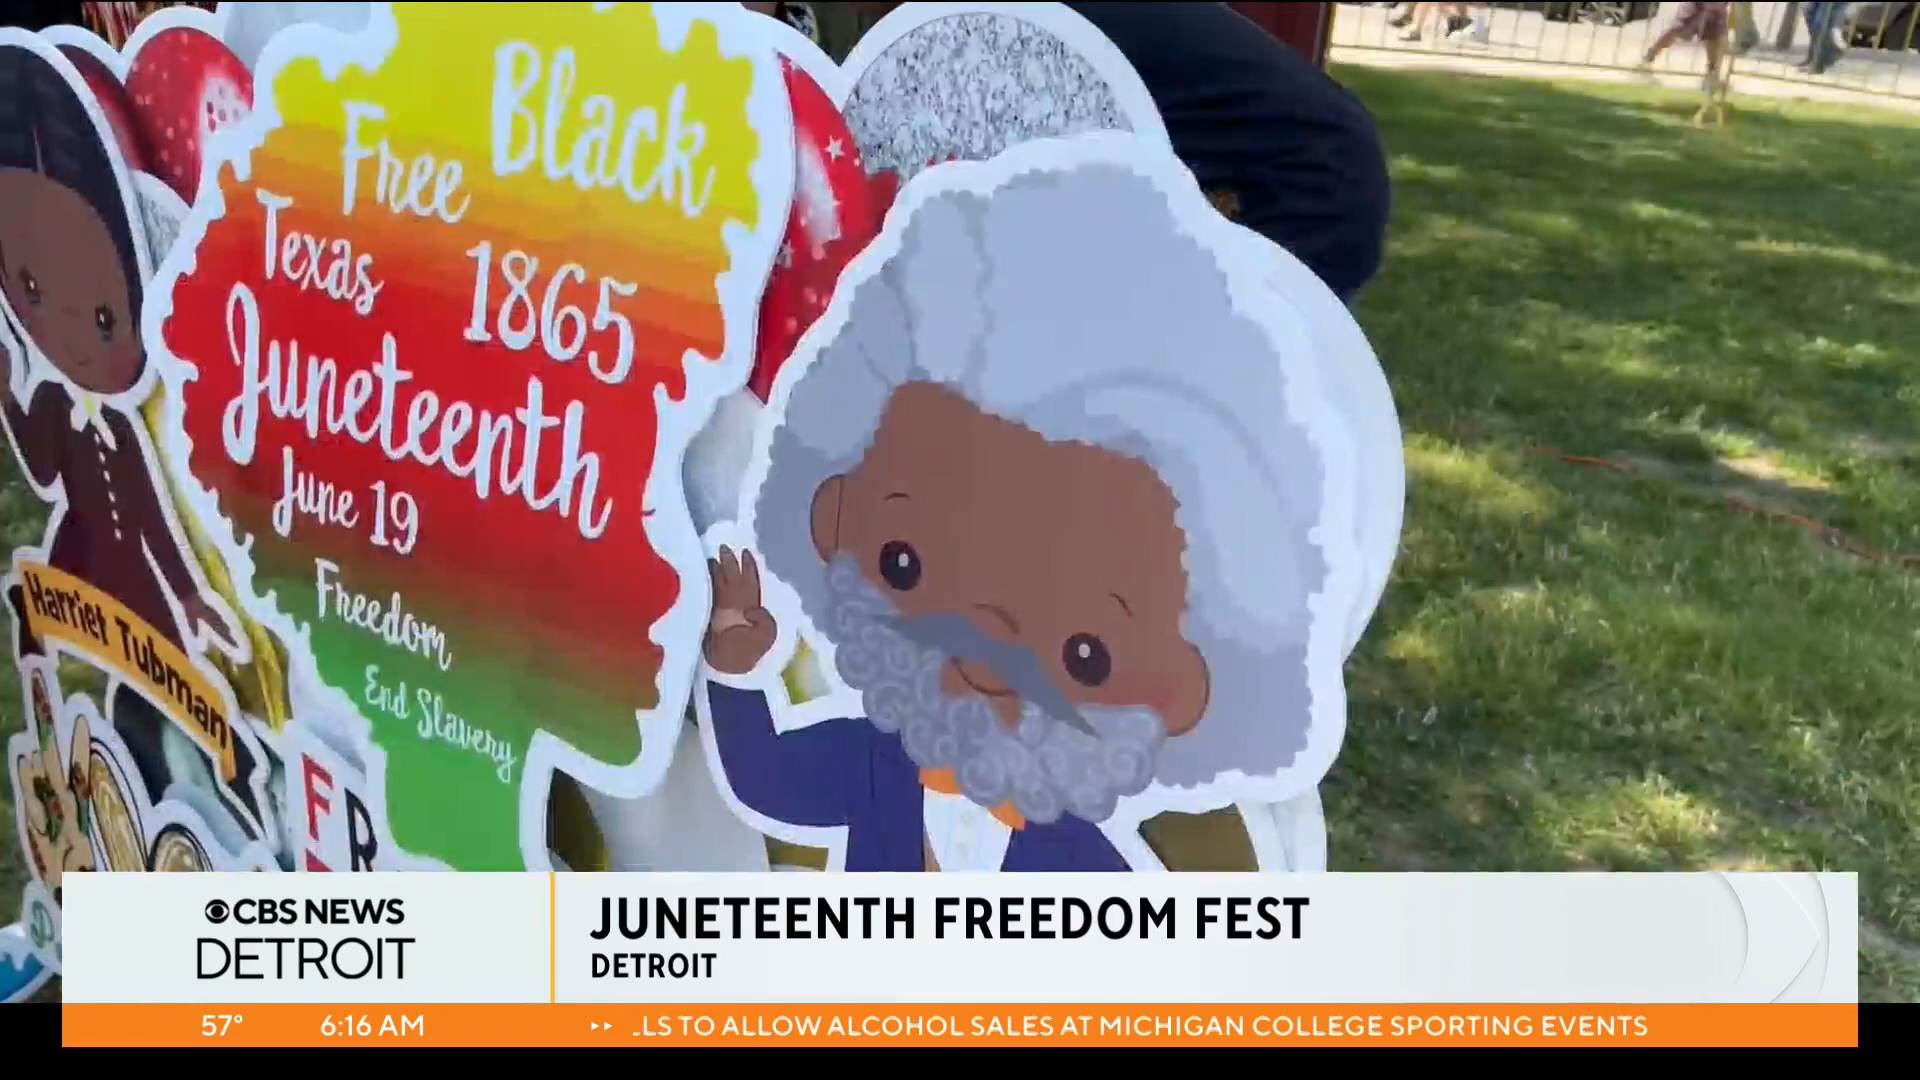 Black
Free
Texas
1865
Juneteenth
June 19
Freedom
End Slavery
Harriet Tubman
FR
CBS NEWS
DETROIT
JUNETEENTH FREEDOM FEST
DETROIT
57° 6:16 AM LS TO ALLOW ALCOHOL SALES AT MICHIGAN COLLEGE SPORTING EVENTS